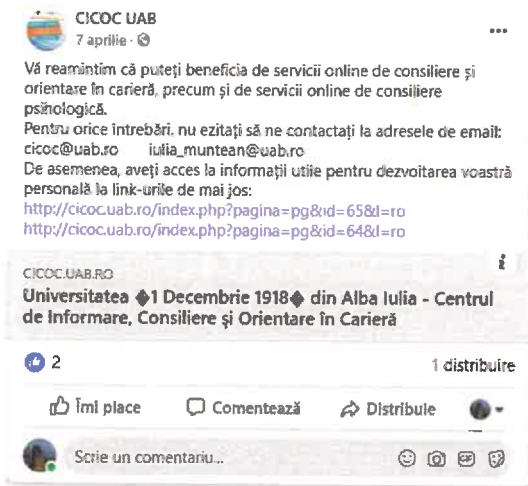 CICOC UAB
7 aprilie ·
Vă reamintim că puteți beneficia de servicii online de consiliere și
orientare în carieră, precum și de servicii online de consiliere
psihologică.
Pentru orice întrebări, nu ezitați să ne contactați la adresele de email:
cicoc@uab.ro iulia_muntean@uab.ro
De asemenea, aveți acces la informații utile pentru dezvoltarea voastră
personală la link-urile de mai jos:
http://cicoc.uab.ro/index.php?pagina=pg&id=65&l=ro
http://cicoc.uab.ro/index.php?pagina=pg&id=64&l=ro
CICOC.UAB.RO
Universitatea �1 Decembrie 1918� din Alba Iulia - Centrul
de Informare, Consiliere și Orientare în Carieră
2 1 distribuire
Îmi place Comentează Distribuie
Scrie un comentariu...
GIF